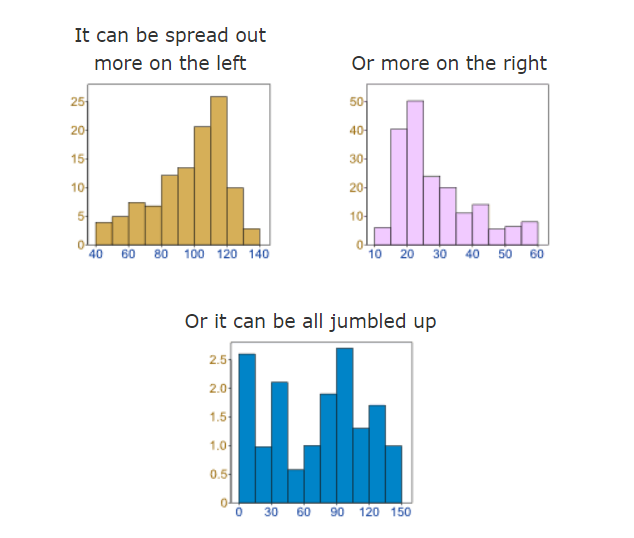 It can be spread out
more on the left
Or more on the right
25
20
15
10
5
0
40 60 80 100 120 140
50
40
30
20
10
0
10 20 30 40 50 60
Or it can be all jumbled up
2.5
2.0
1.5
1.0
0.5
0
0 30 60 90 120 150